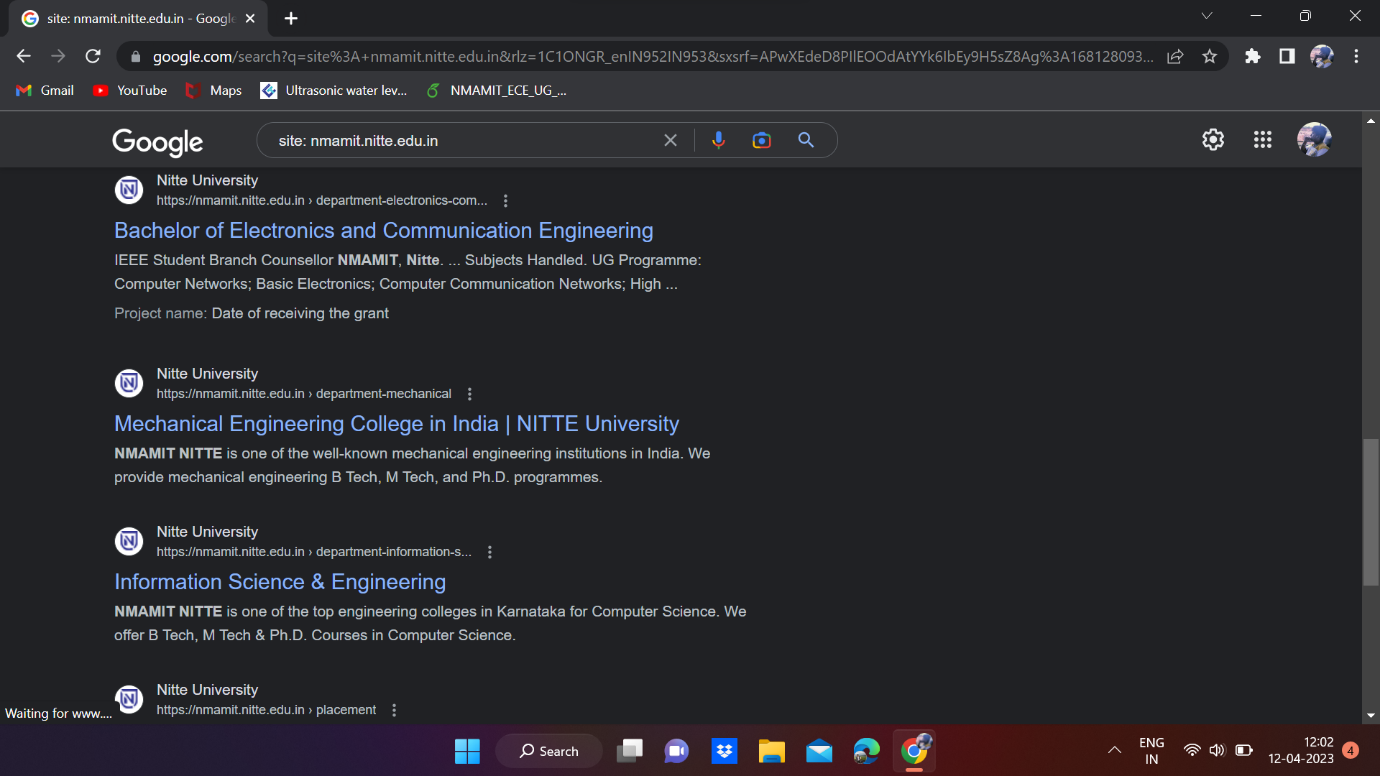 site: nmamit.nitte.edu.in - Google
google.com/search?q=site%3A+nmamit.nitte.edu.in&rlz=1C1ONGR_enIN952IN953&sxsrf=APwXEdeD8PIlEOOdAtYYk6IbEy9H5sZ8Ag%3A168128093...
Gmail
YouTube
Maps
Ultrasonic water lev...
NMAMIT_ECE_UG_...
Google
site: nmamit.nitte.edu.in
Nitte University
https://nmamit.nitte.edu.in › department-electronics-com...
Bachelor of Electronics and Communication Engineering
IEEE Student Branch Counsellor NMAMIT, Nitte. ... Subjects Handled. UG Programme:
Computer Networks; Basic Electronics; Computer Communication Networks; High ...
Project name: Date of receiving the grant
Nitte University
https://nmamit.nitte.edu.in › department-mechanical
Mechanical Engineering College in India | NITTE University
NMAMIT NITTE is one of the well-known mechanical engineering institutions in India. We
provide mechanical engineering B Tech, M Tech, and Ph.D. programmes.
Nitte University
https://nmamit.nitte.edu.in › department-information-s...
Information Science & Engineering
NMAMIT NITTE is one of the top engineering colleges in Karnataka for Computer Science. We
offer B Tech, M Tech & Ph.D. Courses in Computer Science.
Nitte University
https://nmamit.nitte.edu.in › placement
Waiting for www....
Search
ENG
IN
12:02
12-04-2023
4